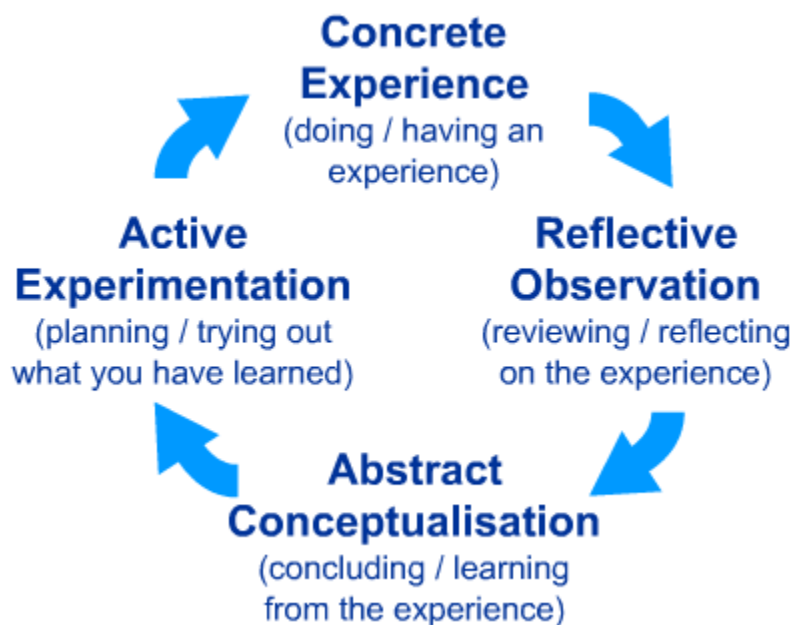 Concrete
Experience
(doing / having an
experience)
Reflective
Observation
(reviewing / reflecting
on the experience)
Abstract
Conceptualisation
(concluding / learning
from the experience)
Active
Experimentation
(planning / trying out
what you have learned)